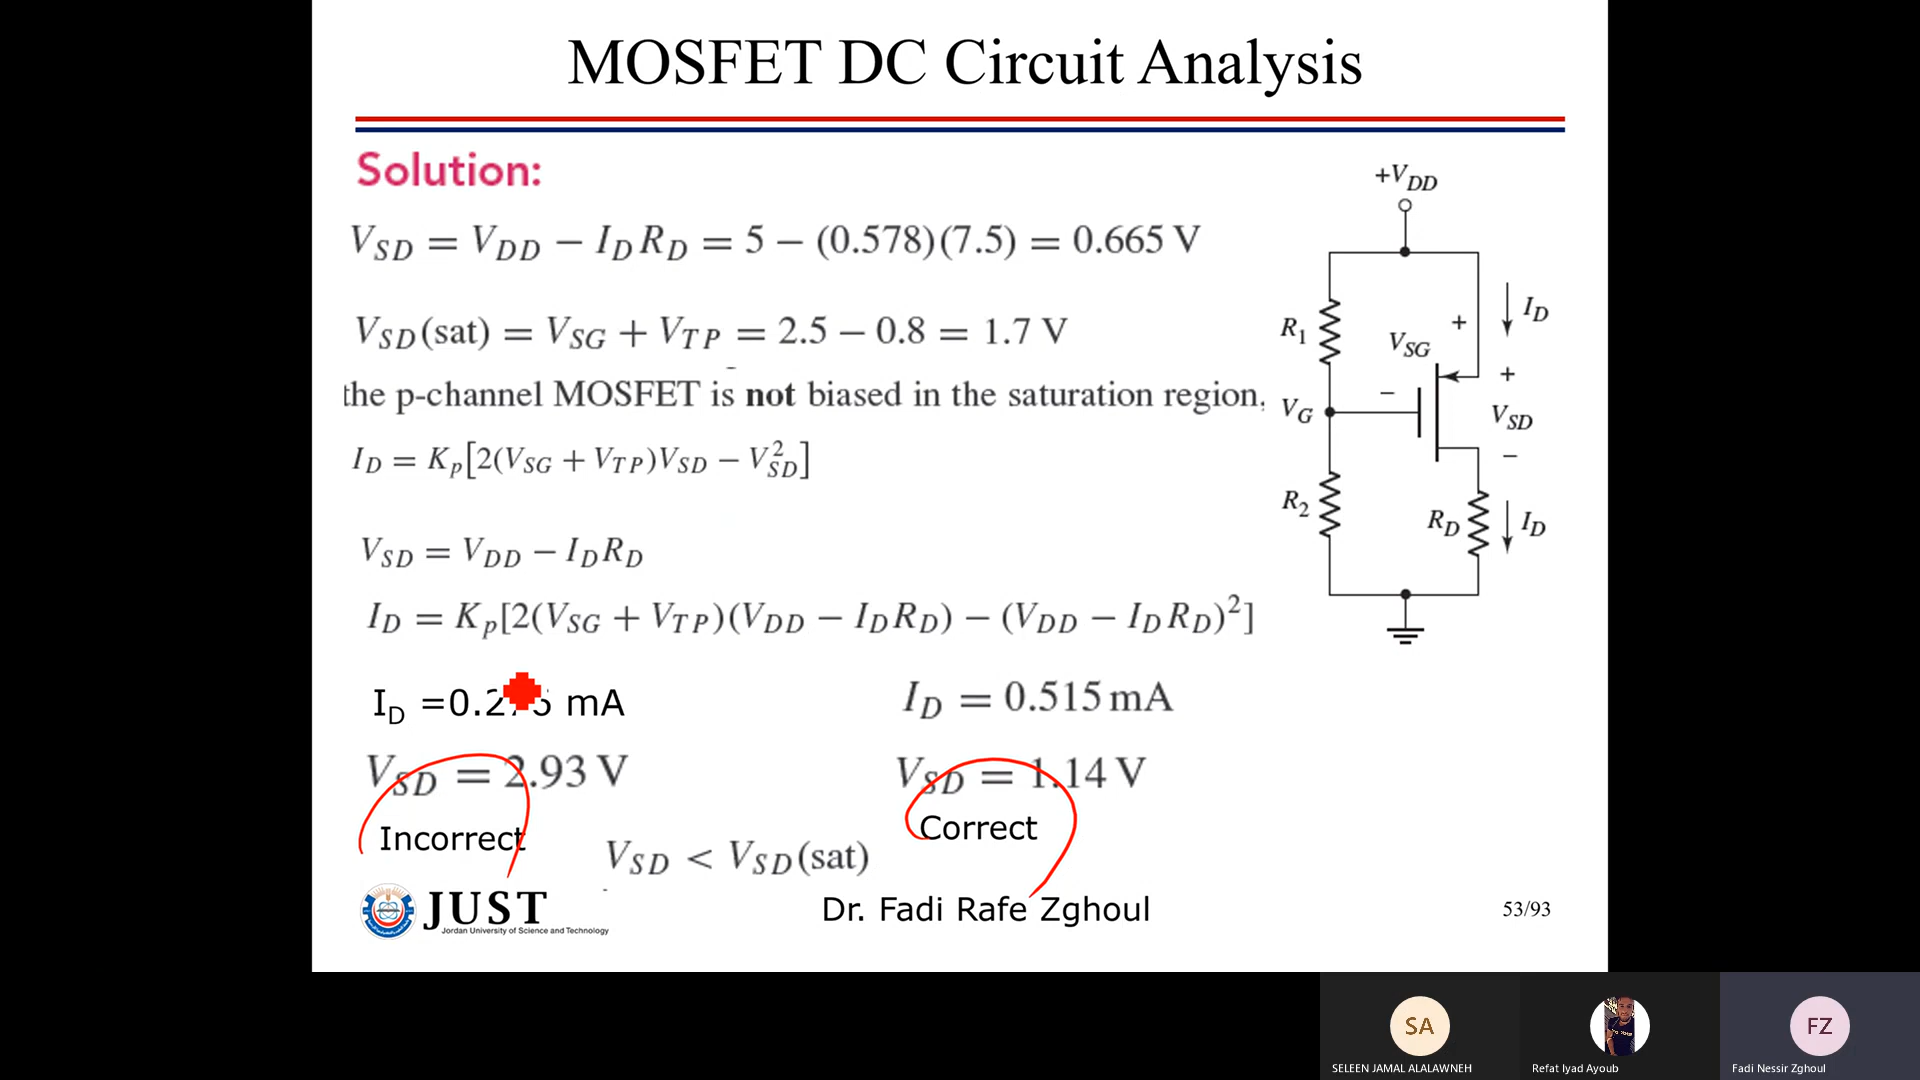 MOSFET DC Circuit Analysis
Solution:
V_SD = V_DD − I_D R_D = 5 − (0.578)(7.5) = 0.665 V
V_SD(sat) = V_SG + V_TP = 2.5 − 0.8 = 1.7 V
the p-channel MOSFET is not biased in the saturation region,
I_D = K_p[2(V_SG + V_TP)V_SD − V_SD^2]
V_SD = V_DD − I_D R_D
I_D = K_p[2(V_SG + V_TP)(V_DD − I_D R_D) − (V_DD − I_D R_D)^2]
I_D = mA
I_D = 0.515 mA
V_SD = 2.93 V
V_SD = 1.14 V
Incorrect
Correct
V_SD < V_SD(sat)
+V_DD
R_1
V_SG
+
I_D
−
+
V_G
V_SD
−
R_2
R_D
I_D
JUST
Jordan University of Science and Technology
Dr. Fadi Rafe Zghoul
53/93
SA
FZ
SELEEN JAMAL ALALAWNEH
Refat Iyad Ayoub
Fadi Nessir Zghoul